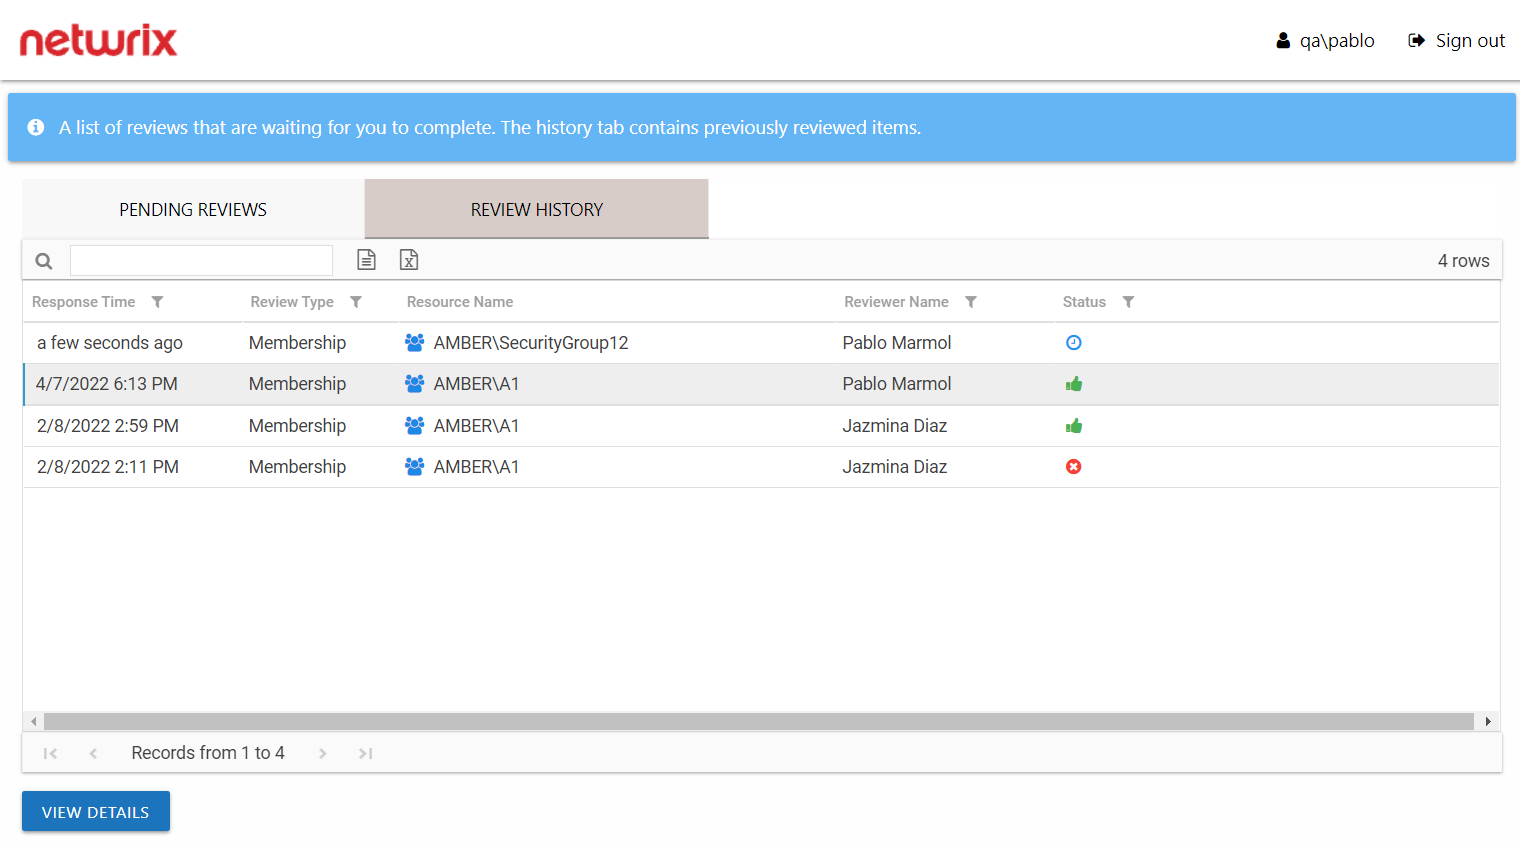 netwrix
qa\pablo Sign out
A list of reviews that are waiting for you to complete. The history tab contains previously reviewed items.
PENDING REVIEWS REVIEW HISTORY
4 rows
Response Time Review Type Resource Name Reviewer Name Status
a few seconds ago Membership AMBER\SecurityGroup12 Pablo Marmol
4/7/2022 6:13 PM Membership AMBER\A1 Pablo Marmol
2/8/2022 2:59 PM Membership AMBER\A1 Jazmina Diaz
2/8/2022 2:11 PM Membership AMBER\A1 Jazmina Diaz
Records from 1 to 4
VIEW DETAILS